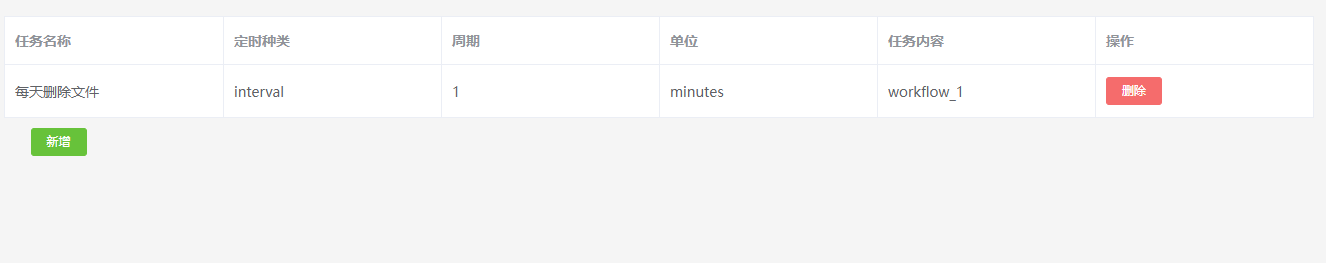 任务名称 定时种类 周期 单位 任务内容 操作
每天删除文件 interval 1 minutes workflow_1 删除
新增